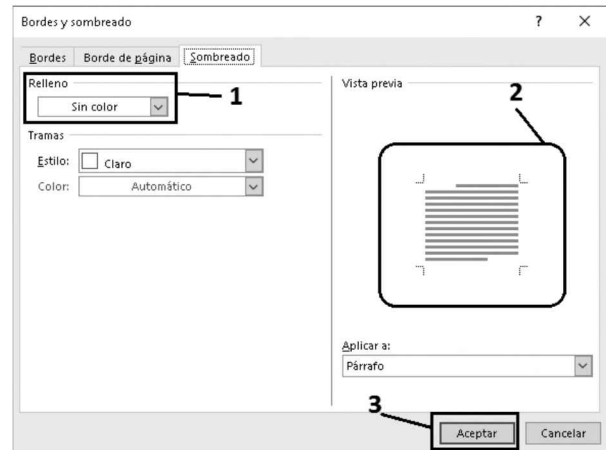 Bordes y sombreado ? X
Bordes Borde de página Sombreado
Relleno
Sin color
1
Tramas
Estilo: Claro
Color: Automático
Vista previa
2
Aplicar a:
Párrafo
3
Aceptar Cancelar